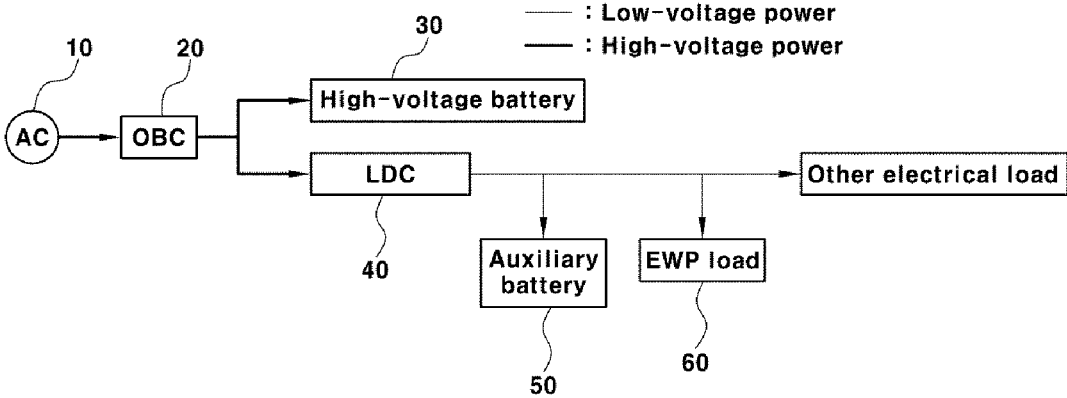 : Low-voltage power
: High-voltage power
10
20
30
AC
OBC
High-voltage battery
LDC
Other electrical load
40
Auxiliary
battery
EWP load
50
60